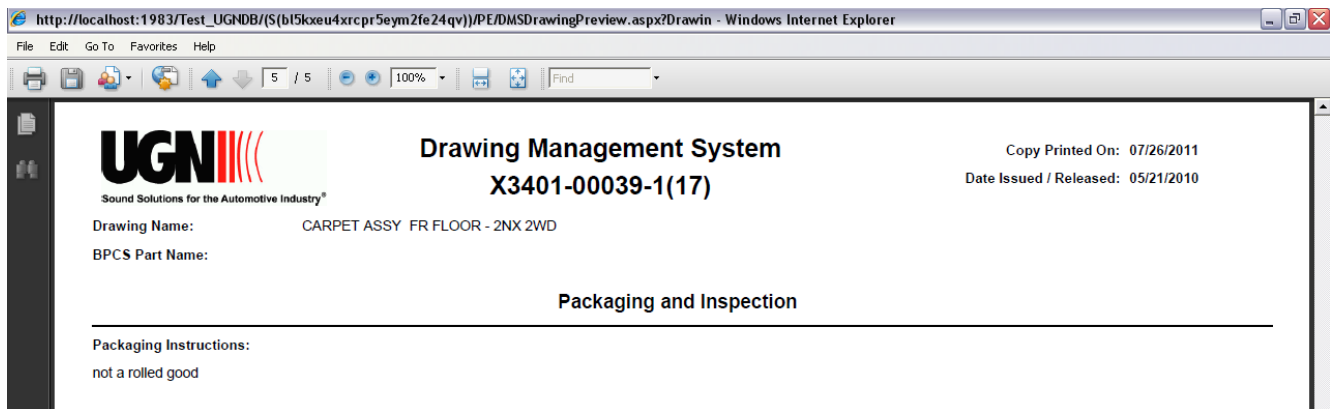 http://localhost:1983/Test_UGNDB/(S(bl5kxeu4xrcpr5eym2fe24qv))/PE/DMSDrawingPreview.aspx?Drawin - Windows Internet Explorer
File Edit Go To Favorites Help
5 / 5 100% Find
UGN
Sound Solutions for the Automotive Industry®
Drawing Management System
X3401-00039-1(17)
Copy Printed On: 07/26/2011
Date Issued / Released: 05/21/2010
Drawing Name: CARPET ASSY FR FLOOR - 2NX 2WD
BPCS Part Name:
Packaging and Inspection
Packaging Instructions:
not a rolled good